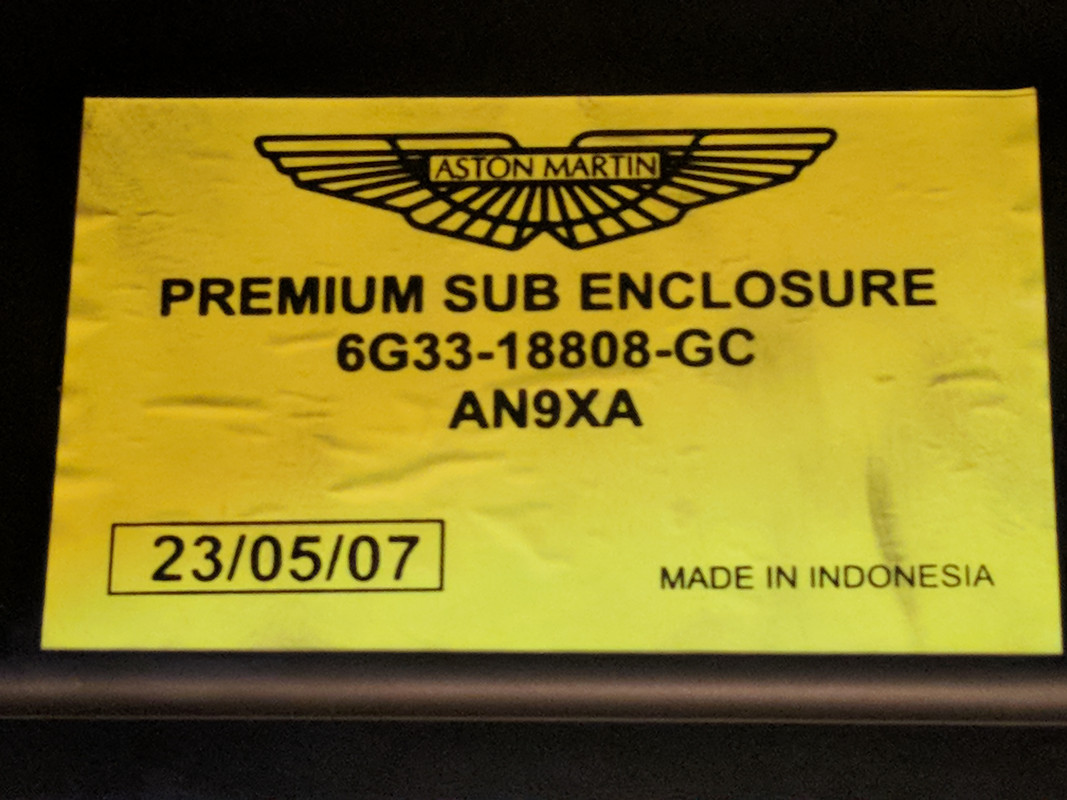 ASTON MARTIN
PREMIUM SUB ENCLOSURE
6G33-18808-GC
AN9XA
23/05/07
MADE IN INDONESIA